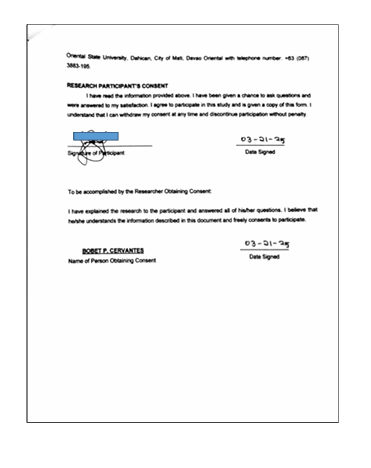 Oriental State University, Dahican, City of Mati, Davao Oriental with telephone number: +63 (087)
3883-195.
RESEARCH PARTICIPANT'S CONSENT
I have read the information provided above. I have been given a chance to ask questions and
were answered to my satisfaction. I agree to participate in this study and is given a copy of this form. I
understand that I can withdraw my consent at any time and discontinue participation without penalty.
03-21-25
Signature of Participant
Date Signed
To be accomplished by the Researcher Obtaining Consent:
I have explained the research to the participant and answered all of his/her questions. I believe that
he/she understands the information described in this document and freely consents to participate.
03-21-25
BOBET P. CERVANTES
Date Signed
Name of Person Obtaining Consent